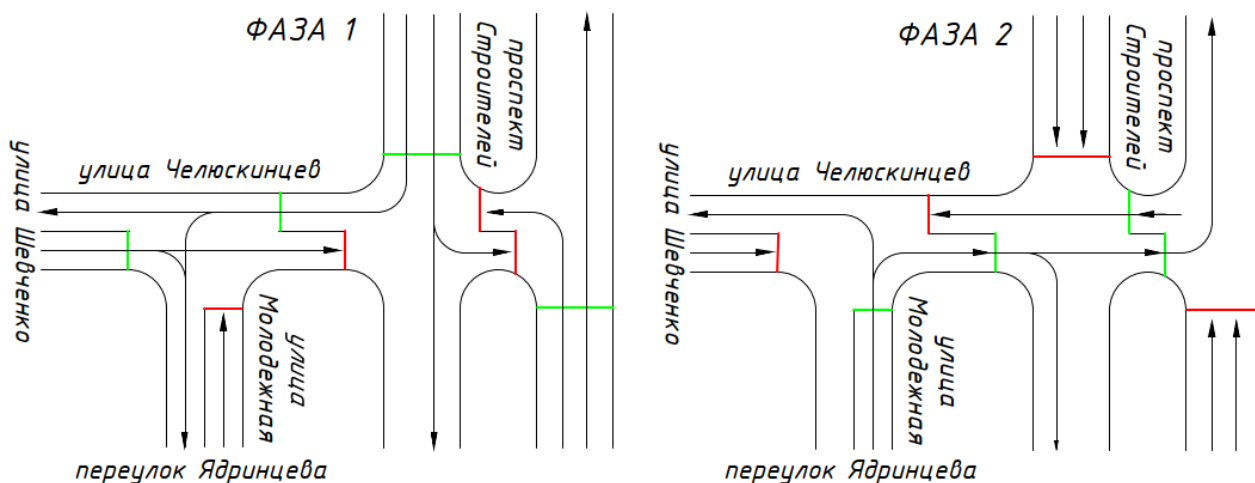 ФАЗА 1
проспект
Строителей
улица Челюскинцев
улица Шевченко
улица
Молодежная
переулок Ядринцева
ФАЗА 2
проспект
Строителей
улица Челюскинцев
улица Шевченко
улица
Молодежная
переулок Ядринцева